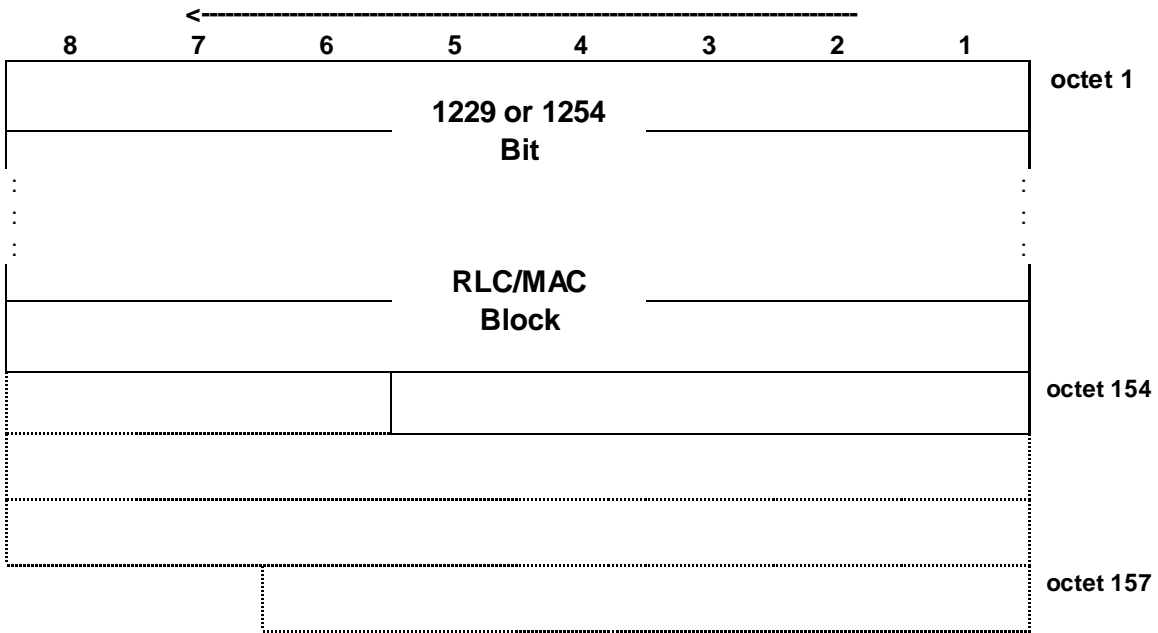 8 7 6 5 4 3 2 1
octet 1
1229 or 1254
Bit
RLC/MAC
Block
octet 154
octet 157